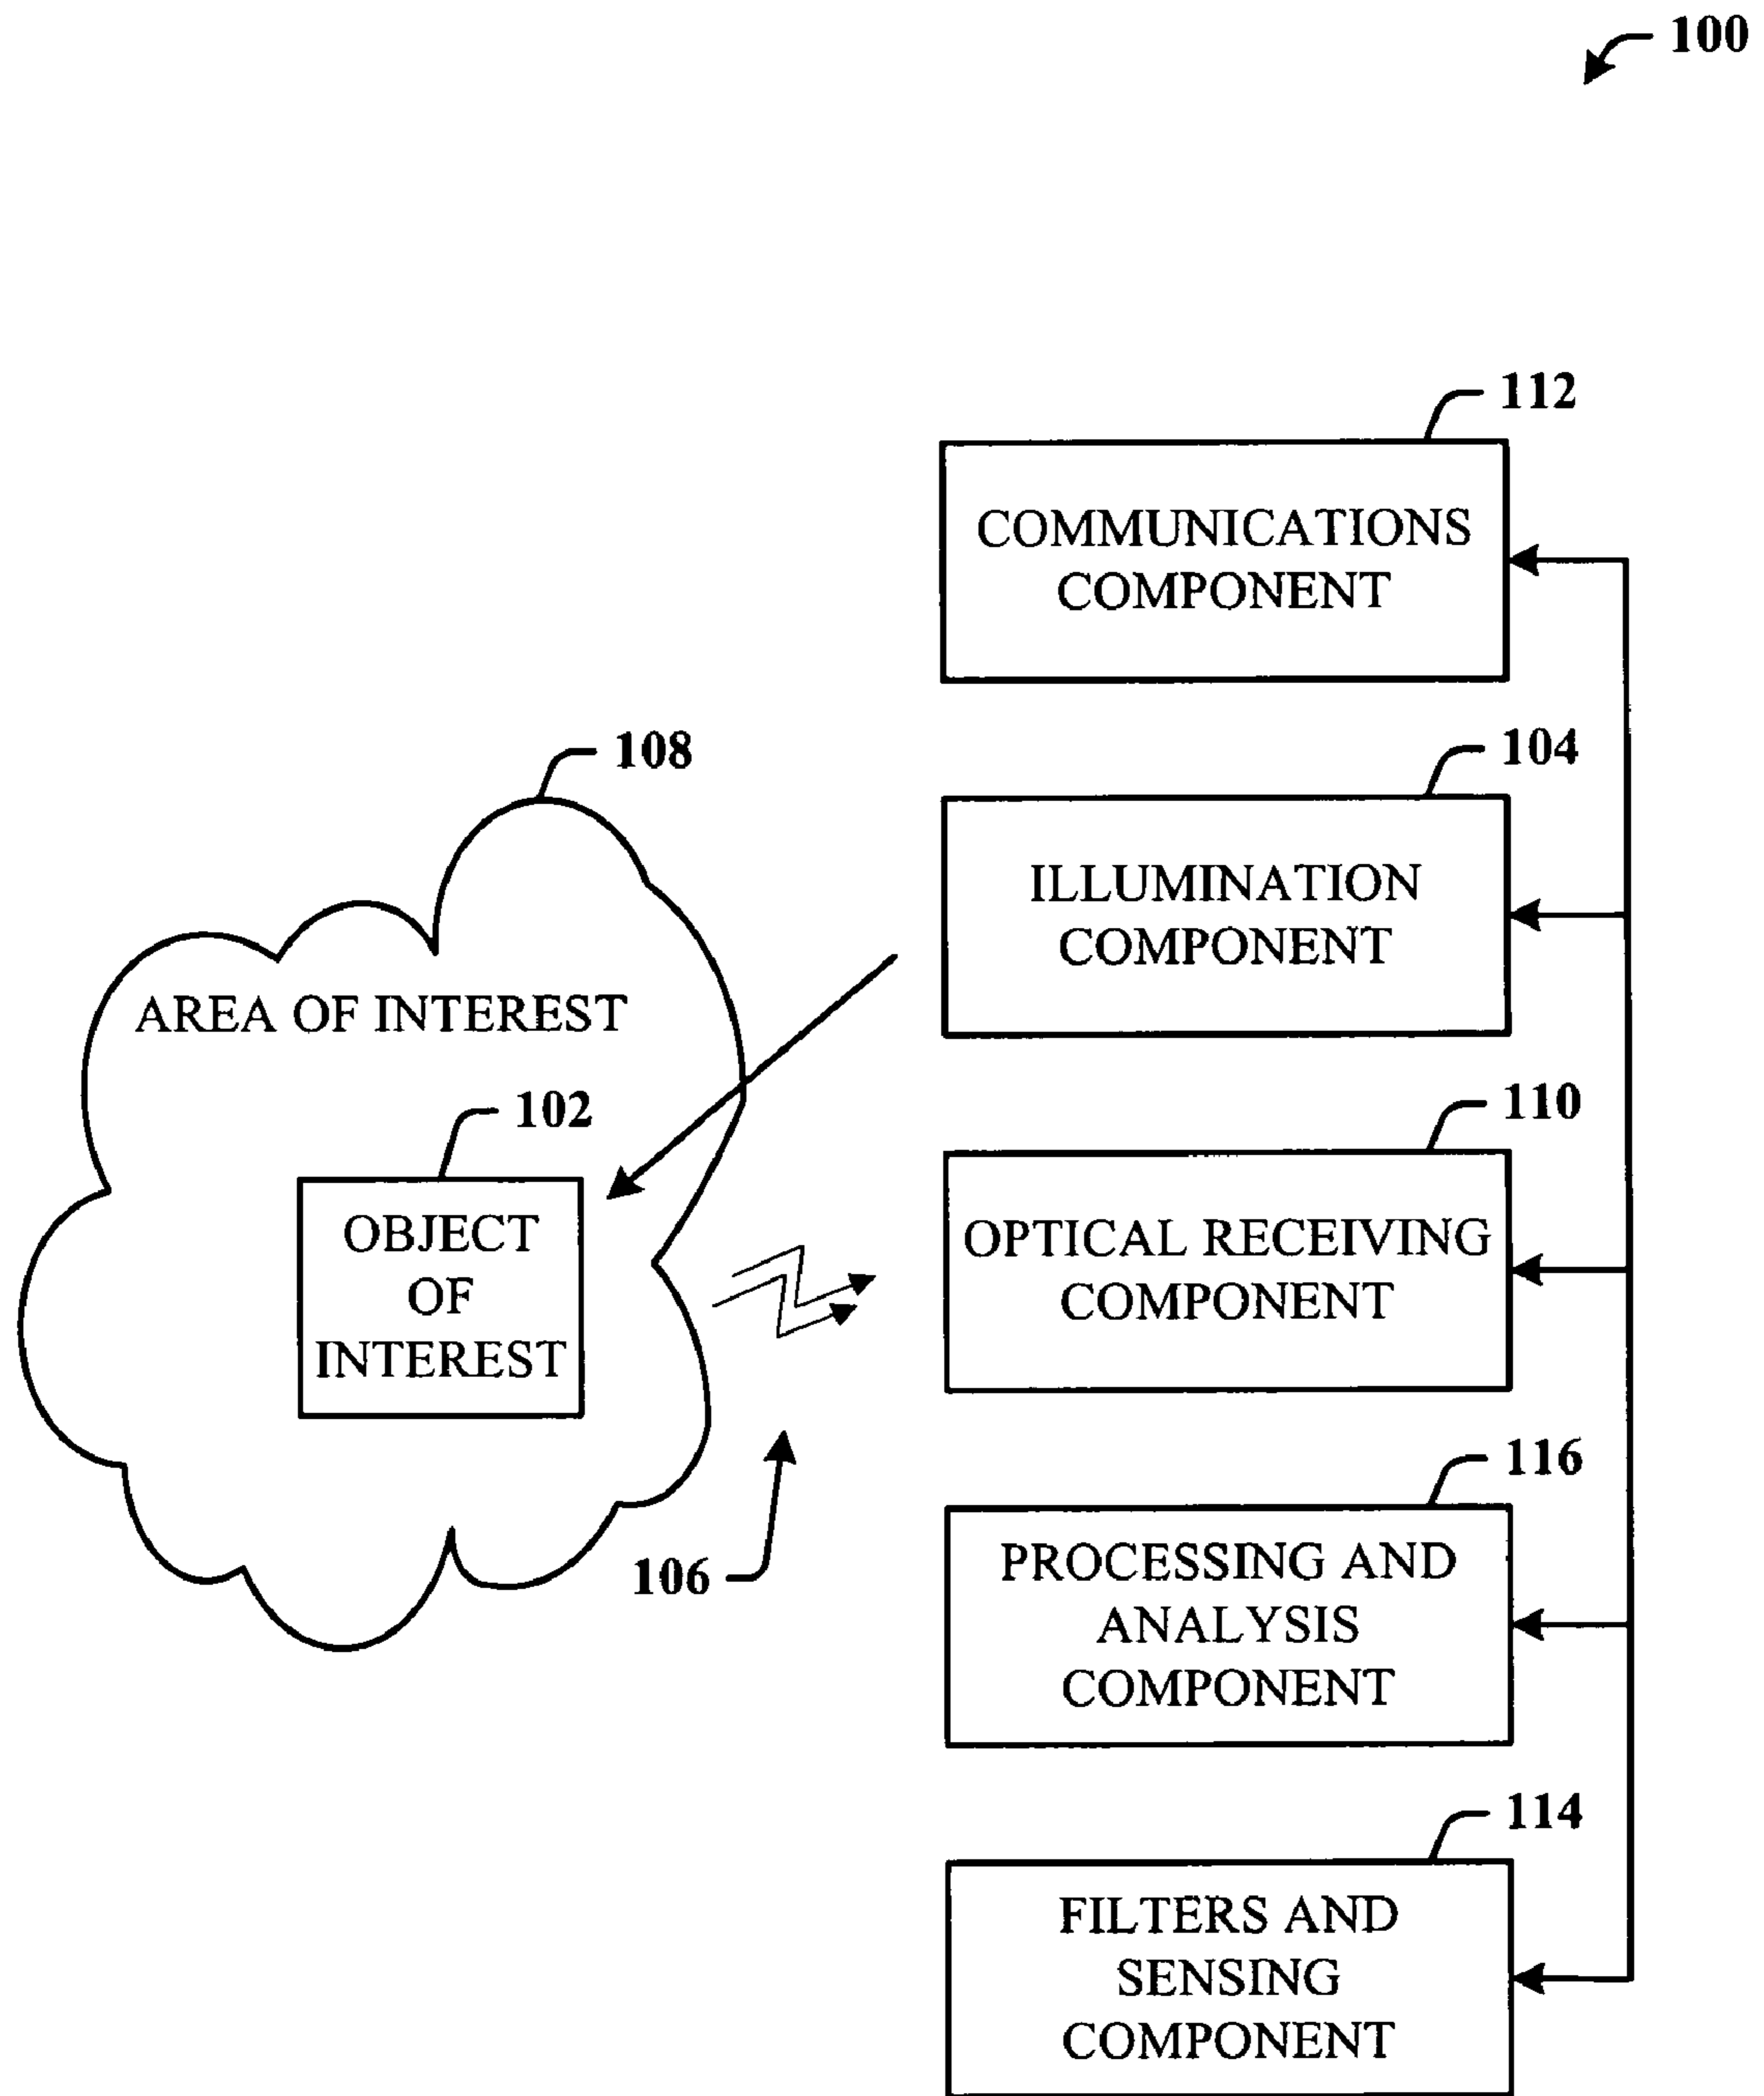 100
112
COMMUNICATIONS
COMPONENT
108
104
ILLUMINATION
COMPONENT
AREA OF INTEREST
102
OBJECT
OF
INTEREST
110
OPTICAL RECEIVING
COMPONENT
106
116
PROCESSING AND
ANALYSIS
COMPONENT
114
FILTERS AND
SENSING
COMPONENT